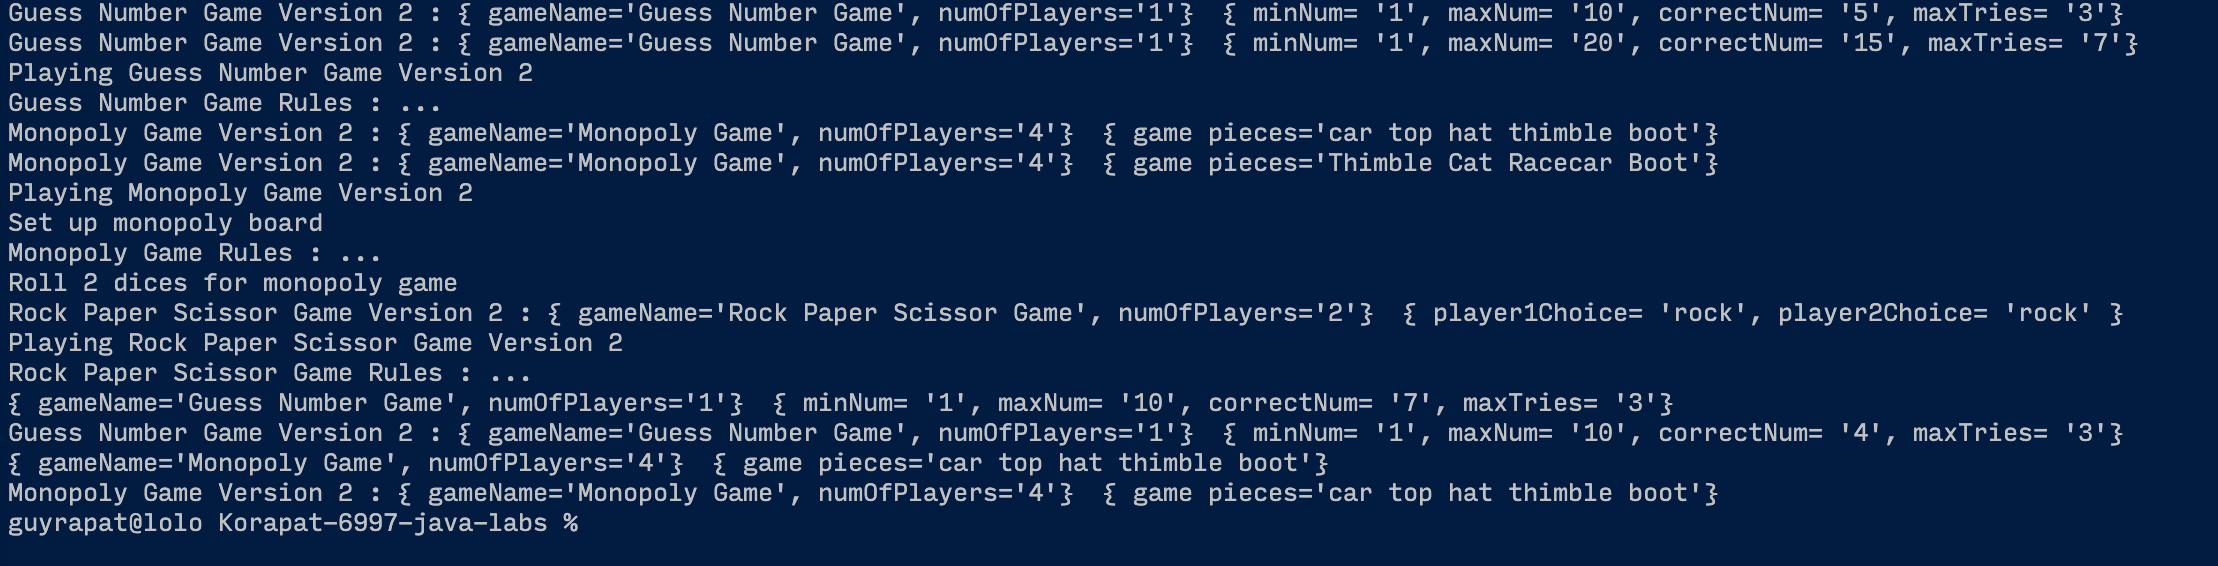 Guess Number Game Version 2 : { gameName='Guess Number Game', numOfPlayers='1'}  { minNum= '1', maxNum= '10', correctNum= '5', maxTries= '3'}
Guess Number Game Version 2 : { gameName='Guess Number Game', numOfPlayers='1'}  { minNum= '1', maxNum= '20', correctNum= '15', maxTries= '7'}
Playing Guess Number Game Version 2
Guess Number Game Rules : ...
Monopoly Game Version 2 : { gameName='Monopoly Game', numOfPlayers='4'}  { game pieces='car top hat thimble boot'}
Monopoly Game Version 2 : { gameName='Monopoly Game', numOfPlayers='4'}  { game pieces='Thimble Cat Racecar Boot'}
Playing Monopoly Game Version 2
Set up monopoly board
Monopoly Game Rules : ...
Roll 2 dices for monopoly game
Rock Paper Scissor Game Version 2 : { gameName='Rock Paper Scissor Game', numOfPlayers='2'}  { player1Choice= 'rock', player2Choice= 'rock' }
Playing Rock Paper Scissor Game Version 2
Rock Paper Scissor Game Rules : ...
{ gameName='Guess Number Game', numOfPlayers='1'}  { minNum= '1', maxNum= '10', correctNum= '7', maxTries= '3'}
Guess Number Game Version 2 : { gameName='Guess Number Game', numOfPlayers='1'}  { minNum= '1', maxNum= '10', correctNum= '4', maxTries= '3'}
{ gameName='Monopoly Game', numOfPlayers='4'}  { game pieces='car top hat thimble boot'}
Monopoly Game Version 2 : { gameName='Monopoly Game', numOfPlayers='4'}  { game pieces='car top hat thimble boot'}
guyrapat@lolo Korapat-6997-java-labs %